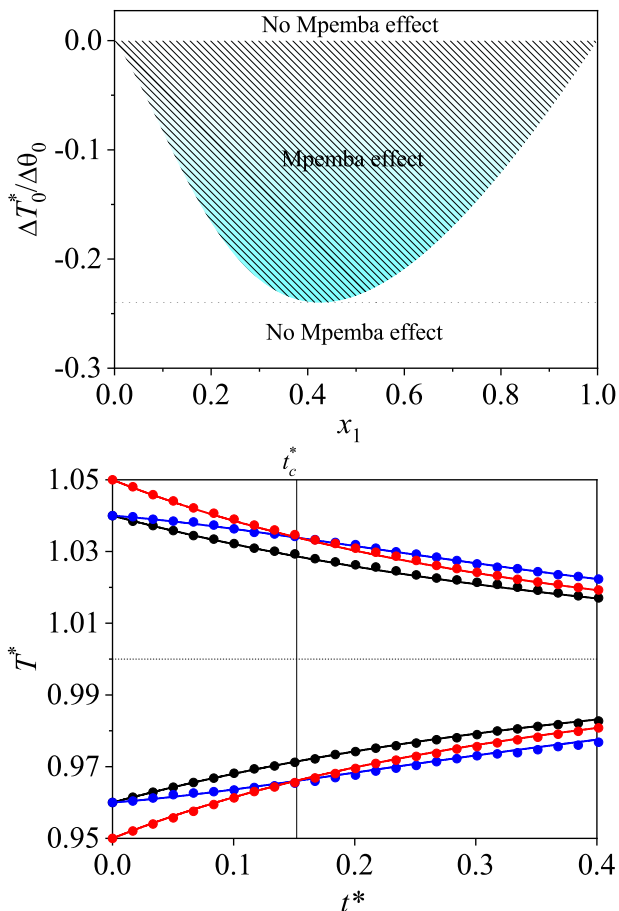 No Mpemba effect
0.0
Mpemba effect
-0.1
ΔT*0/Δθ0
-0.2
No Mpemba effect
-0.3
0.0 0.2 0.4 0.6 0.8 1.0
x1
t*c
1.05
1.03
1.01
T*
0.99
0.97
0.95
0.0 0.1 0.2 0.3 0.4
t*